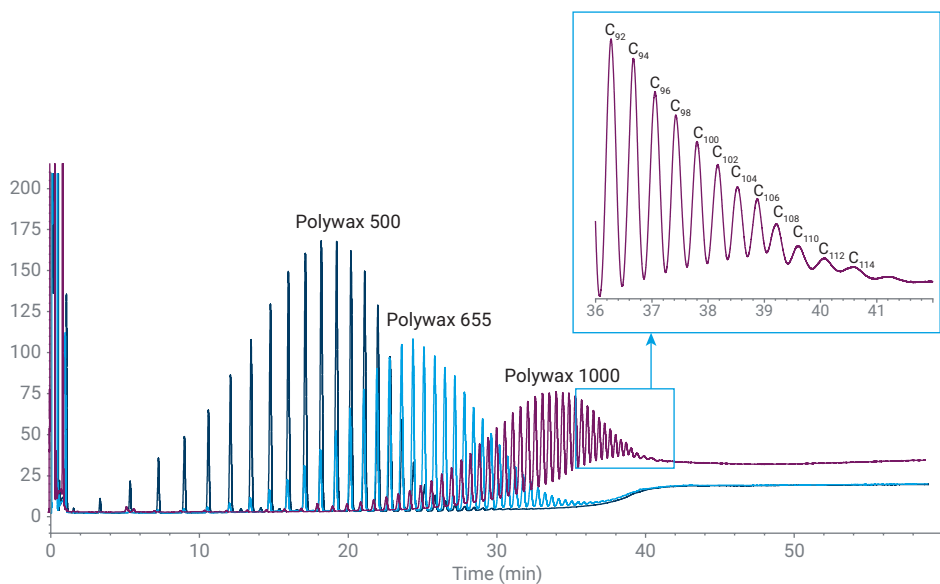 C₉₂
C₉₄
C₉₆
C₉₈
C₁₀₀
C₁₀₂
C₁₀₄
C₁₀₆
C₁₀₈
C₁₁₀
C₁₁₂ C₁₁₄
36 37 38 39 40 41
200
175
150
125
100
75
50
25
0
Polywax 500
Polywax 655
Polywax 1000
0 10 20 30 40 50
Time (min)